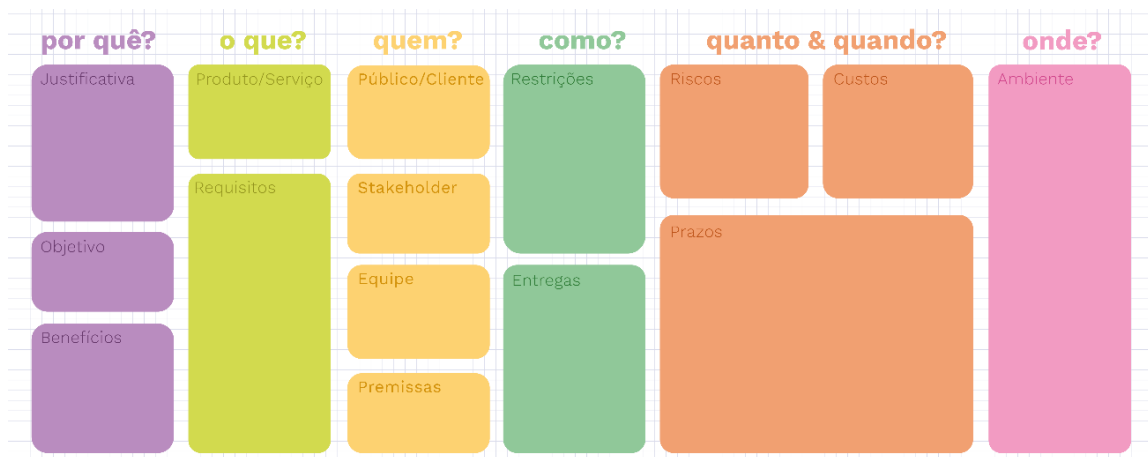 por quê?
Justificativa
Objetivo
Benefícios
o que?
Produto/Serviço
Requisitos
quem?
Público/Cliente
Stakeholder
Equipe
Premissas
como?
Restrições
Entregas
quanto & quando?
Riscos
Custos
Prazos
onde?
Ambiente